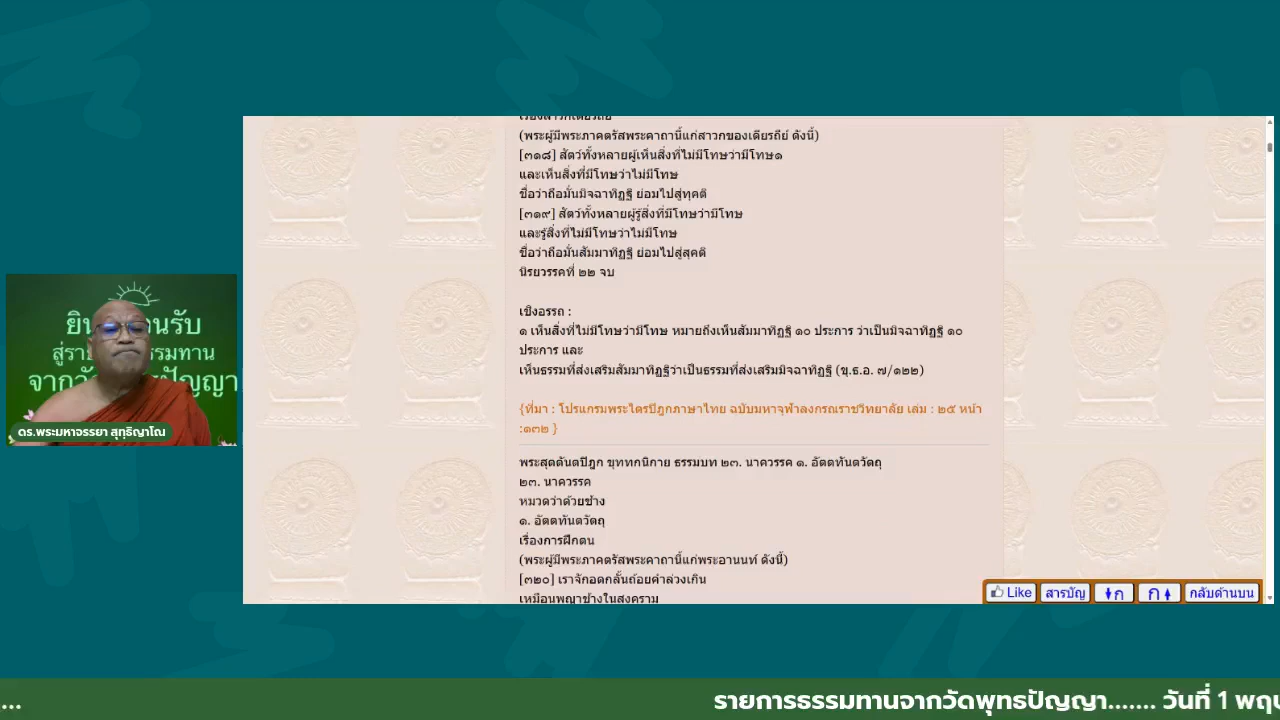 (พระผู้มีพระภาคตรัสพระคาถานี้แก่สาวกของเดียรถีย์ ดังนี้)
[๓๑๘] สัตว์ทั้งหลายผู้เห็นสิ่งที่ไม่มีโทษว่ามีโทษ๑
และเห็นสิ่งที่มีโทษว่าไม่มีโทษ
ชื่อว่าถือมั่นมิจฉาทิฏฐิ ย่อมไปสู่ทุคติ
[๓๑๙] สัตว์ทั้งหลายผู้รู้สิ่งที่มีโทษว่ามีโทษ
และรู้สิ่งที่ไม่มีโทษว่าไม่มีโทษ
ชื่อว่าถือมั่นสัมมาทิฏฐิ ย่อมไปสู่สุคติ
นิรยวรรคที่ ๒๒ จบ
เชิงอรรถ :
๑ เห็นสิ่งที่ไม่มีโทษว่ามีโทษ หมายถึงเห็นสัมมาทิฏฐิ ๑๐ ประการ ว่าเป็นมิจฉาทิฏฐิ ๑๐
ประการ และ
เห็นธรรมที่ส่งเสริมสัมมาทิฏฐิว่าเป็นธรรมที่ส่งเสริมมิจฉาทิฏฐิ (ขุ.ธ.อ. ๗/๑๒๒)
{ที่มา : โปรแกรมพระไตรปิฎกภาษาไทย ฉบับมหาจุฬาลงกรณราชวิทยาลัย เล่ม : ๒๕ หน้า
:๑๓๒ }
พระสุตตันตปิฎก ขุททกนิกาย ธรรมบท ๒๓. นาควรรค ๑. อัตตทันตวัตถุ
๒๓. นาควรรค
หมวดว่าด้วยช้าง
๑. อัตตทันตวัตถุ
เรื่องการฝึกตน
(พระผู้มีพระภาคตรัสพระคาถานี้แก่พระอานนท์ ดังนี้)
[๓๒๐] เราจักอดกลั้นถ้อยคำล่วงเกิน
เหมือนพญาช้างในสงคราม
Like สารบัญ ก ก กลับด้านบน
ดร.พระมหาจรรยา สุทฺธิญาโณ
... รายการธรรมทานจากวัดพุทธปัญญา....... วันที่ 1